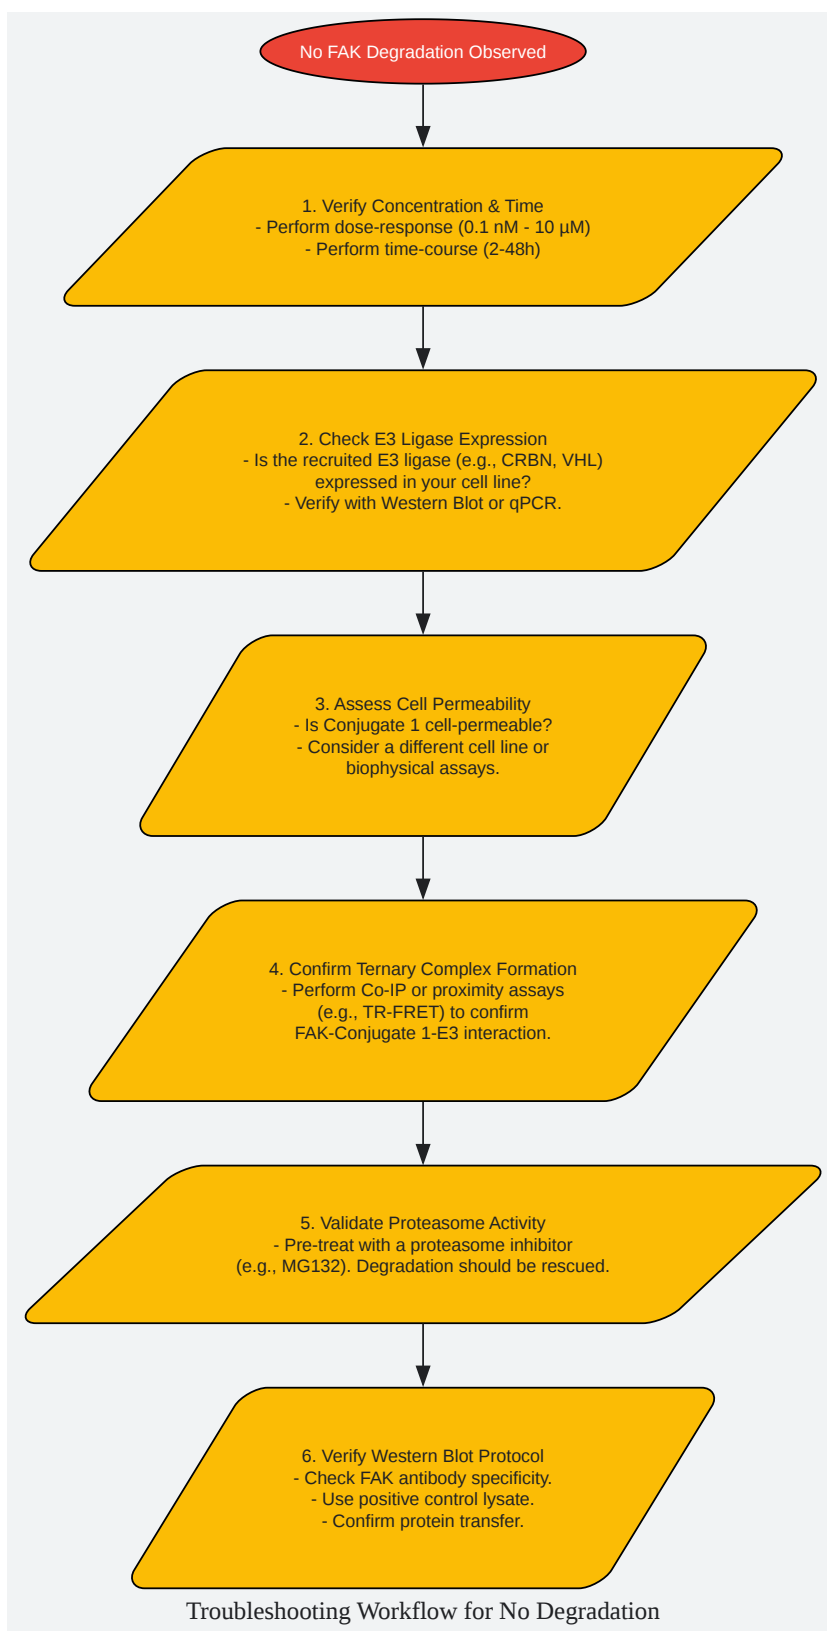 No FAK Degradation Observed
1. Verify Concentration & Time
- Perform dose-response (0.1 nM - 10 µM)
- Perform time-course (2-48h)
2. Check E3 Ligase Expression
- Is the recruited E3 ligase (e.g., CRBN, VHL)
expressed in your cell line?
- Verify with Western Blot or qPCR.
3. Assess Cell Permeability
- Is Conjugate 1 cell-permeable?
- Consider a different cell line or
biophysical assays.
4. Confirm Ternary Complex Formation
- Perform Co-IP or proximity assays
(e.g., TR-FRET) to confirm
FAK-Conjugate 1-E3 interaction.
5. Validate Proteasome Activity
- Pre-treat with a proteasome inhibitor
(e.g., MG132). Degradation should be rescued.
6. Verify Western Blot Protocol
- Check FAK antibody specificity.
- Use positive control lysate.
- Confirm protein transfer.
Troubleshooting Workflow for No Degradation